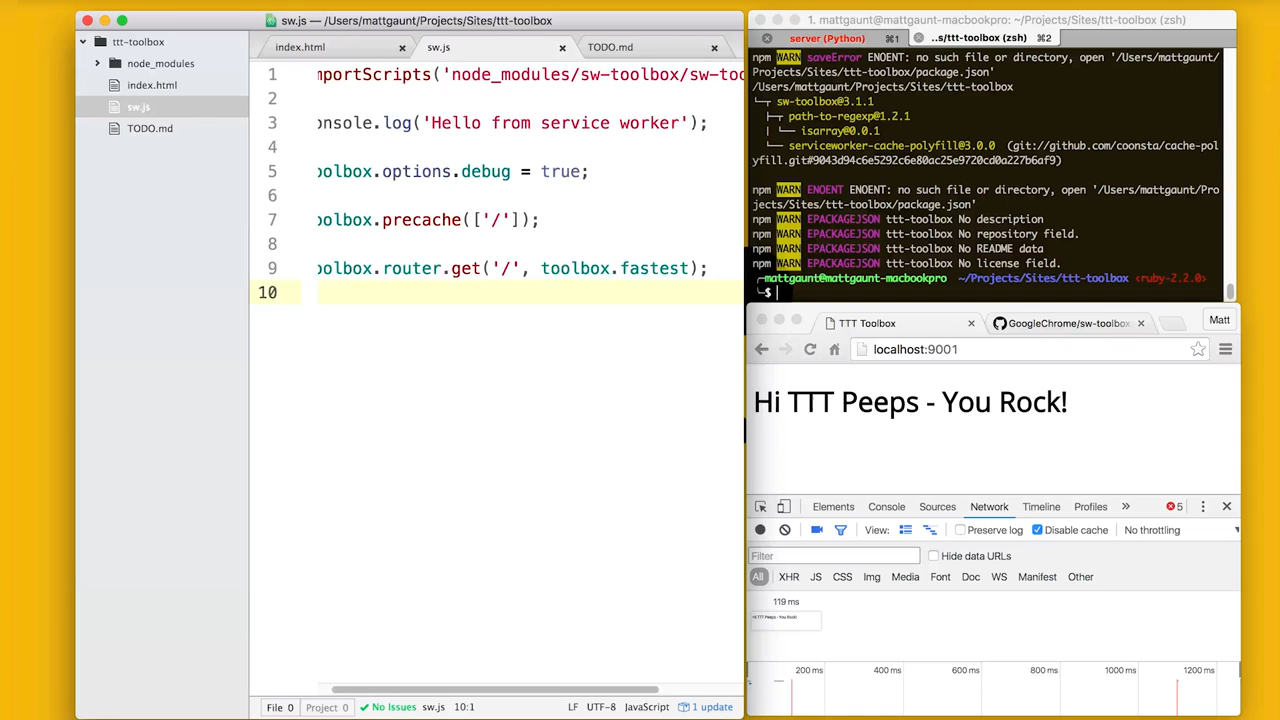 sw.js — /Users/mattgaunt/Projects/Sites/ttt-toolbox
ttt-toolbox
node_modules
index.html
sw.js
TODO.md
index.html
sw.js
TODO.md
1 mportScripts('node_modules/sw-toolbox/sw-too
2
3 onsole.log('Hello from service worker');
4
5 oolbox.options.debug = true;
6
7 oolbox.precache(['/']);
8
9 oolbox.router.get('/', toolbox.fastest);
10
File 0 Project 0 No Issues sw.js 10:1 LF UTF-8 JavaScript 1 update
1. mattgaunt@mattgaunt-macbookpro: ~/Projects/Sites/ttt-toolbox (zsh)
server (Python) ⌘1 ..s/ttt-toolbox (zsh) ⌘2
npm WARN saveError ENOENT: no such file or directory, open '/Users/mattgaunt/
Projects/Sites/ttt-toolbox/package.json'
/Users/mattgaunt/Projects/Sites/ttt-toolbox
└─┬ sw-toolbox@3.1.1
├─┬ path-to-regexp@1.2.1
│ └── isarray@0.0.1
└── serviceworker-cache-polyfill@3.0.0 (git://github.com/coonsta/cache-pol
yfill.git#9043d94c6e5292c6e80ac25e9720cd0a227b6af9)
npm WARN ENOENT ENOENT: no such file or directory, open '/Users/mattgaunt/Pro
jects/Sites/ttt-toolbox/package.json'
npm WARN EPACKAGEJSON ttt-toolbox No description
npm WARN EPACKAGEJSON ttt-toolbox No repository field.
npm WARN EPACKAGEJSON ttt-toolbox No README data
npm WARN EPACKAGEJSON ttt-toolbox No license field.
╭─mattgaunt@mattgaunt-macbookpro ~/Projects/Sites/ttt-toolbox ‹ruby-2.2.0›
╰─$
TTT Toolbox
GoogleChrome/sw-toolbox
Matt
localhost:9001
Hi TTT Peeps - You Rock!
Elements Console Sources Network Timeline Profiles » 5
View: Preserve log Disable cache No throttling
Filter Hide data URLs
All XHR JS CSS Img Media Font Doc WS Manifest Other
119 ms
Hi TTT Peeps - You Rock!
200 ms 400 ms 600 ms 800 ms 1000 ms 1200 ms